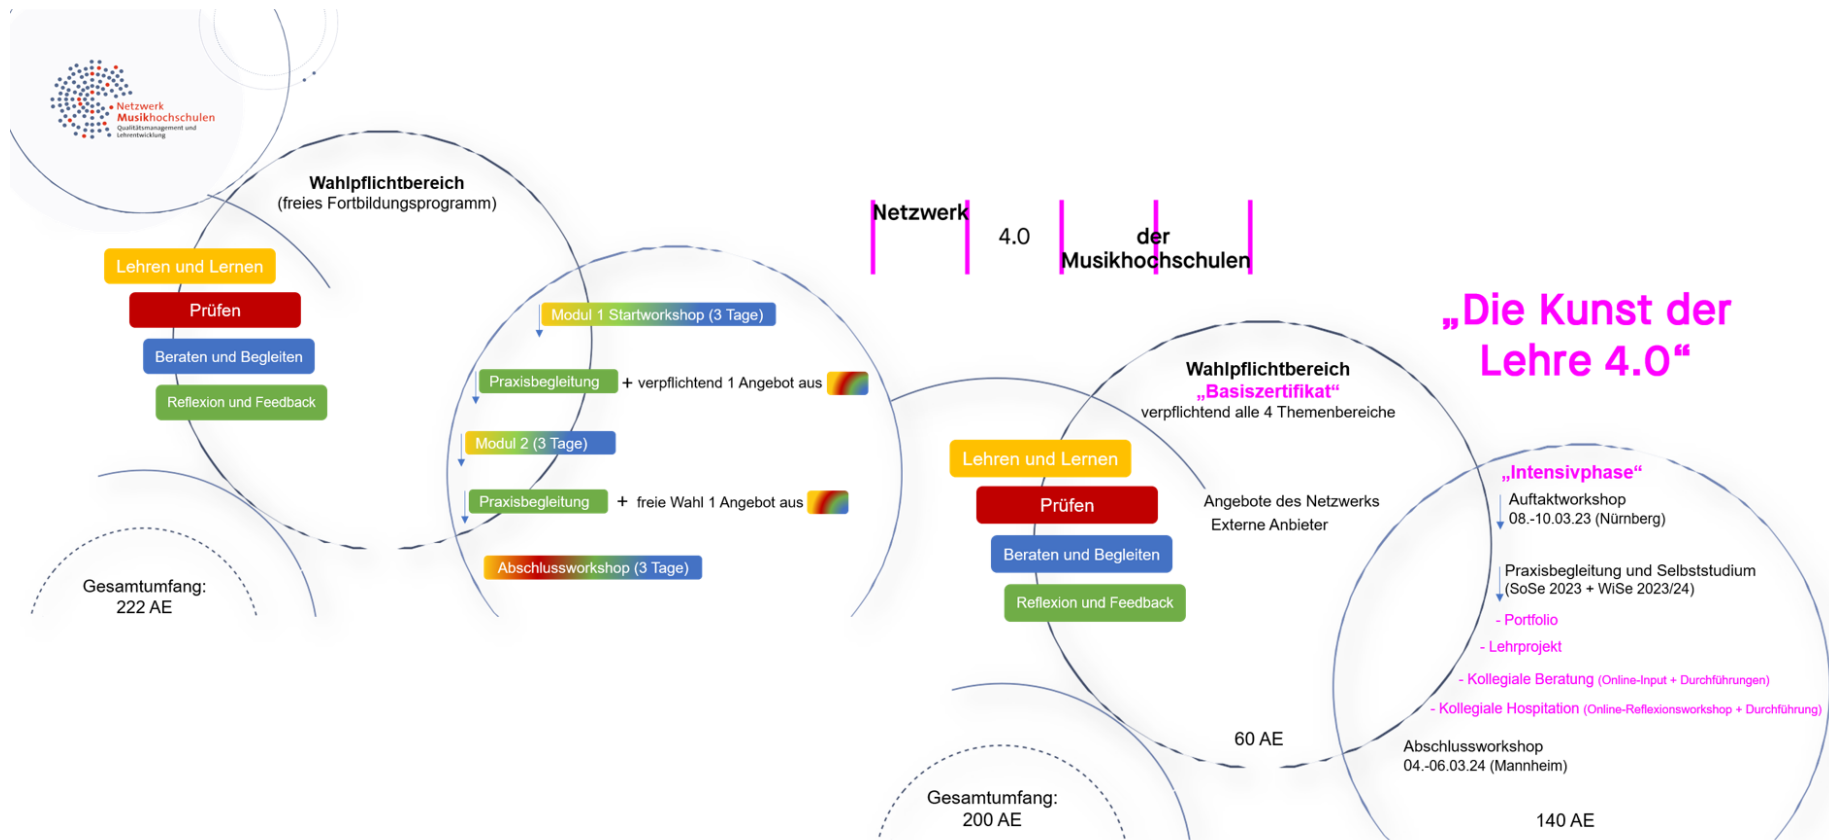 Netzwerk
Musikhochschulen
Qualitätsmanagement und
Lehrentwicklung
Wahlpflichtbereich
(freies Fortbildungsprogramm)
Lehren und Lernen
Prüfen
Beraten und Begleiten
Reflexion und Feedback
Modul 1 Startworkshop (3 Tage)
Praxisbegleitung + verpflichtend 1 Angebot aus
Modul 2 (3 Tage)
Praxisbegleitung + freie Wahl 1 Angebot aus
Abschlussworkshop (3 Tage)
Gesamtumfang:
222 AE
Netzwerk
4.0
der
Musikhochschulen
„Die Kunst der
Lehre 4.0“
Wahlpflichtbereich
„Basiszertifikat“
verpflichtend alle 4 Themenbereiche
Lehren und Lernen
Prüfen
Beraten und Begleiten
Reflexion und Feedback
Angebote des Netzwerks
Externe Anbieter
60 AE
Gesamtumfang:
200 AE
„Intensivphase“
Auftaktworkshop
08.-10.03.23 (Nürnberg)
Praxisbegleitung und Selbststudium
(SoSe 2023 + WiSe 2023/24)
- Portfolio
- Lehrprojekt
- Kollegiale Beratung (Online-Input + Durchführungen)
- Kollegiale Hospitation (Online-Reflexionsworkshop + Durchführung)
Abschlussworkshop
04.-06.03.24 (Mannheim)
140 AE